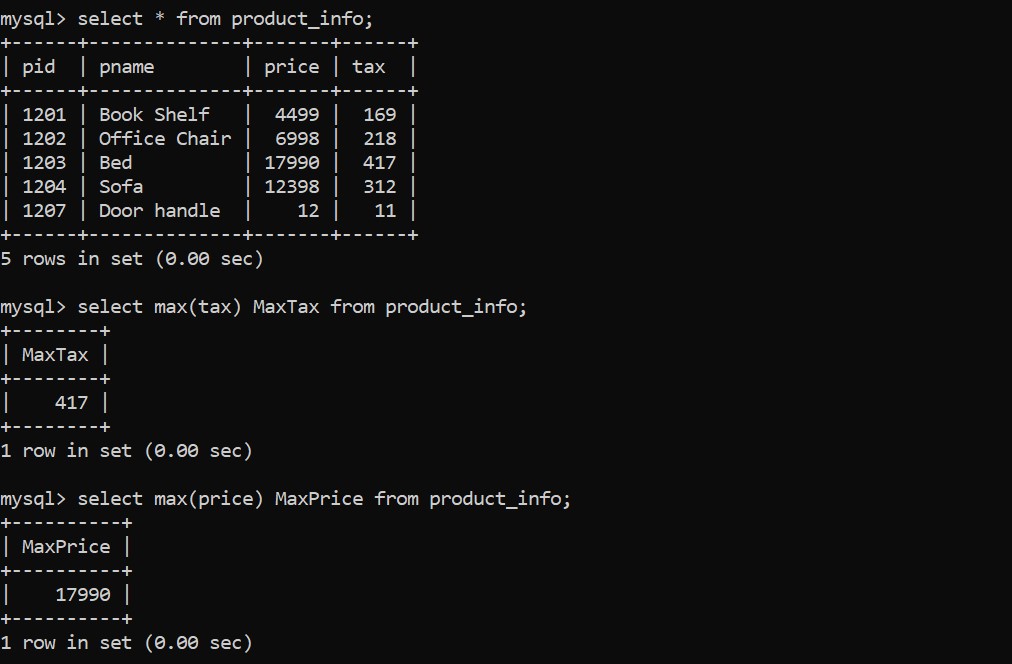 mysql> select * from product_info;
+------+--------------+-------+------+
| pid  | pname        | price | tax  |
+------+--------------+-------+------+
| 1201 | Book Shelf   |  4499 |  169 |
| 1202 | Office Chair |  6998 |  218 |
| 1203 | Bed          | 17990 |  417 |
| 1204 | Sofa         | 12398 |  312 |
| 1207 | Door handle  |    12 |   11 |
+------+--------------+-------+------+
5 rows in set (0.00 sec)

mysql> select max(tax) MaxTax from product_info;
+--------+
| MaxTax |
+--------+
|    417 |
+--------+
1 row in set (0.00 sec)

mysql> select max(price) MaxPrice from product_info;
+----------+
| MaxPrice |
+----------+
|    17990 |
+----------+
1 row in set (0.00 sec)